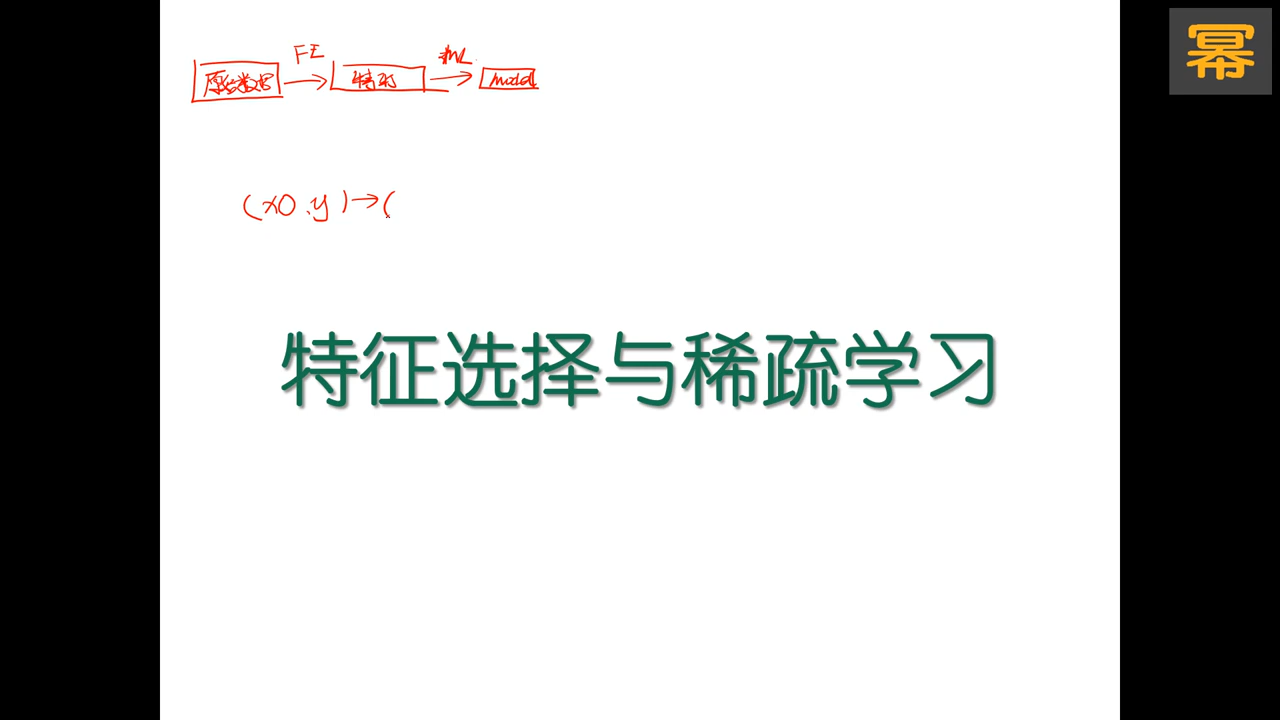 FE ML
幂
原始数据 → 特征 → model
(x0,y)→(
特征选择与稀疏学习